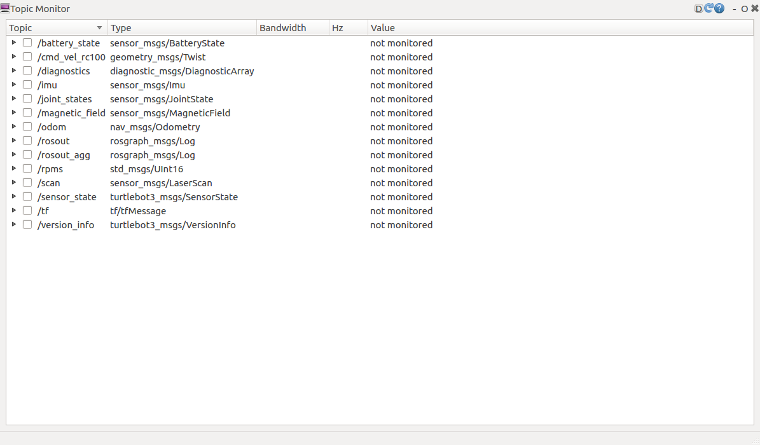 Topic Monitor
D ? - O
Topic Type Bandwidth Hz Value
/battery_state sensor_msgs/BatteryState not monitored
/cmd_vel_rc100 geometry_msgs/Twist not monitored
/diagnostics diagnostic_msgs/DiagnosticArray not monitored
/imu sensor_msgs/Imu not monitored
/joint_states sensor_msgs/JointState not monitored
/magnetic_field sensor_msgs/MagneticField not monitored
/odom nav_msgs/Odometry not monitored
/rosout rosgraph_msgs/Log not monitored
/rosout_agg rosgraph_msgs/Log not monitored
/rpms std_msgs/UInt16 not monitored
/scan sensor_msgs/LaserScan not monitored
/sensor_state turtlebot3_msgs/SensorState not monitored
/tf tf/tfMessage not monitored
/version_info turtlebot3_msgs/VersionInfo not monitored